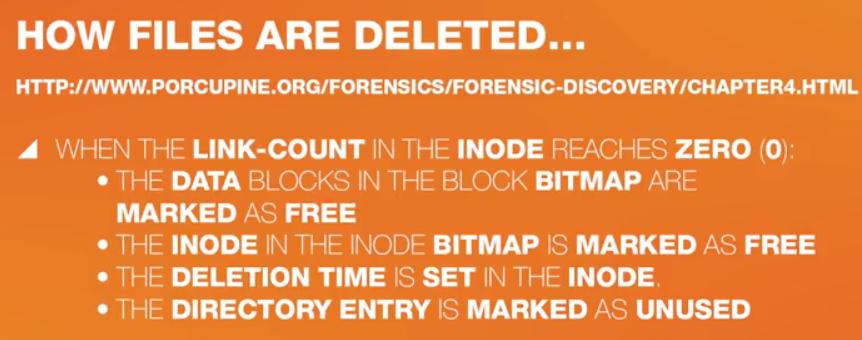 HOW FILES ARE DELETED...
HTTP://WWW.PORCUPINE.ORG/FORENSICS/FORENSIC-DISCOVERY/CHAPTER4.HTML
WHEN THE LINK-COUNT IN THE INODE REACHES ZERO (0):
• THE DATA BLOCKS IN THE BLOCK BITMAP ARE
MARKED AS FREE
• THE INODE IN THE INODE BITMAP IS MARKED AS FREE
• THE DELETION TIME IS SET IN THE INODE.
• THE DIRECTORY ENTRY IS MARKED AS UNUSED